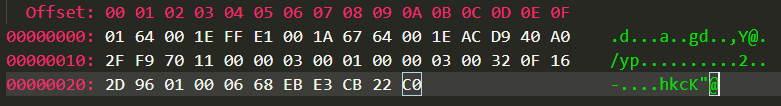 Offset: 00 01 02 03 04 05 06 07 08 09 0A 0B 0C 0D 0E 0F
00000000: 01 64 00 1E FF E1 00 1A 67 64 00 1E AC D9 40 A0 .d...a..gd..,Y@.
00000010: 2F F9 70 11 00 00 03 00 01 00 00 03 00 32 0F 16 /yp..........2..
00000020: 2D 96 01 00 06 68 EB E3 CB 22 C0 -....hkcK"@